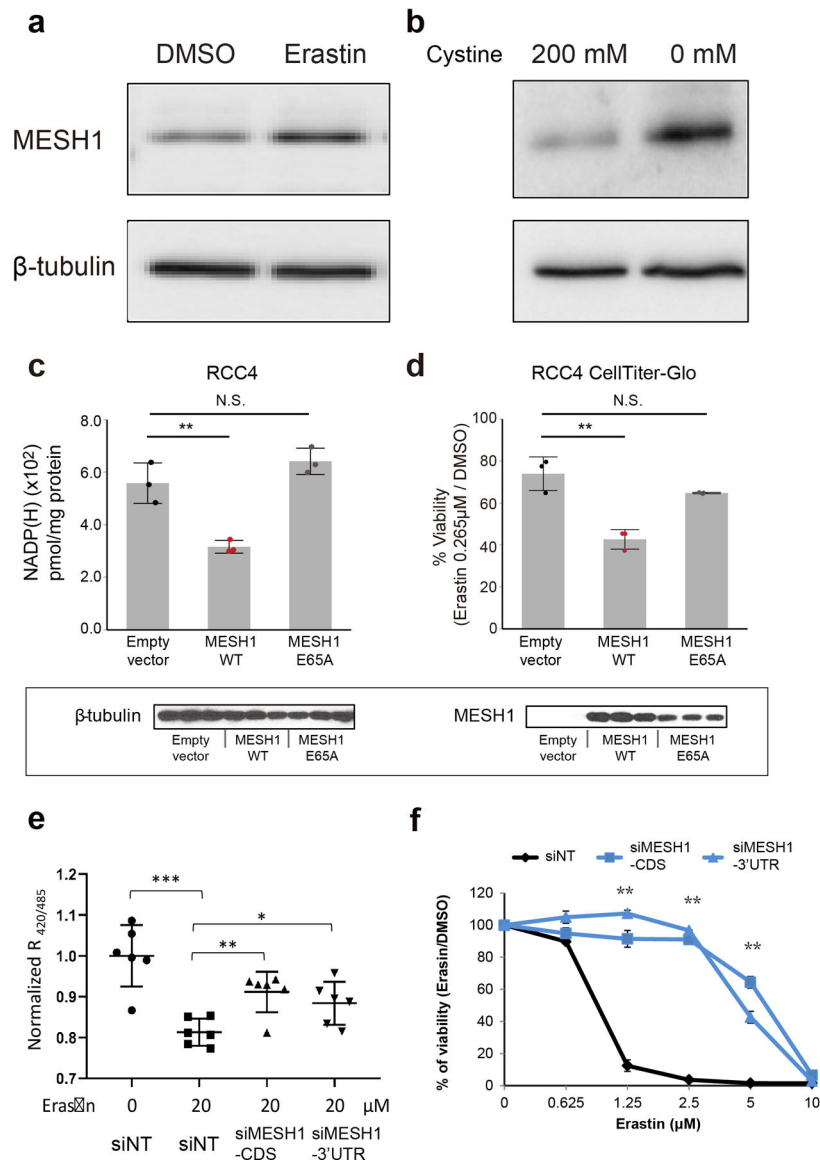 a
DMSO Erastin
MESH1
β-tubulin
b
Cystine 200 mM 0 mM
c
RCC4
N.S.
**
NADP(H) (x10²)
pmol/mg protein
8.0
6.0
4.0
2.0
0.0
Empty vector
MESH1 WT
MESH1 E65A
d
RCC4 CellTiter-Glo
N.S.
**
% Viability
(Erastin 0.265µM / DMSO)
100
80
60
40
20
0
Empty vector
MESH1 WT
MESH1 E65A
β-tubulin
Empty vector | MESH1 WT | MESH1 E65A
MESH1
Empty vector | MESH1 WT | MESH1 E65A
e
Normalized R 420/485
1.2
1.1
1.0
0.9
0.8
0.7
***
*
**
Eras▯n 0 20 20 20 µM
siNT siNT siMESH1 -CDS siMESH1 -3'UTR
f
siNT siMESH1 -CDS siMESH1 -3'UTR
% of viability (Erasin/DMSO)
120
100
80
60
40
20
0
** ** **
0 0.625 1.25 2.5 5 10
Erastin (µM)